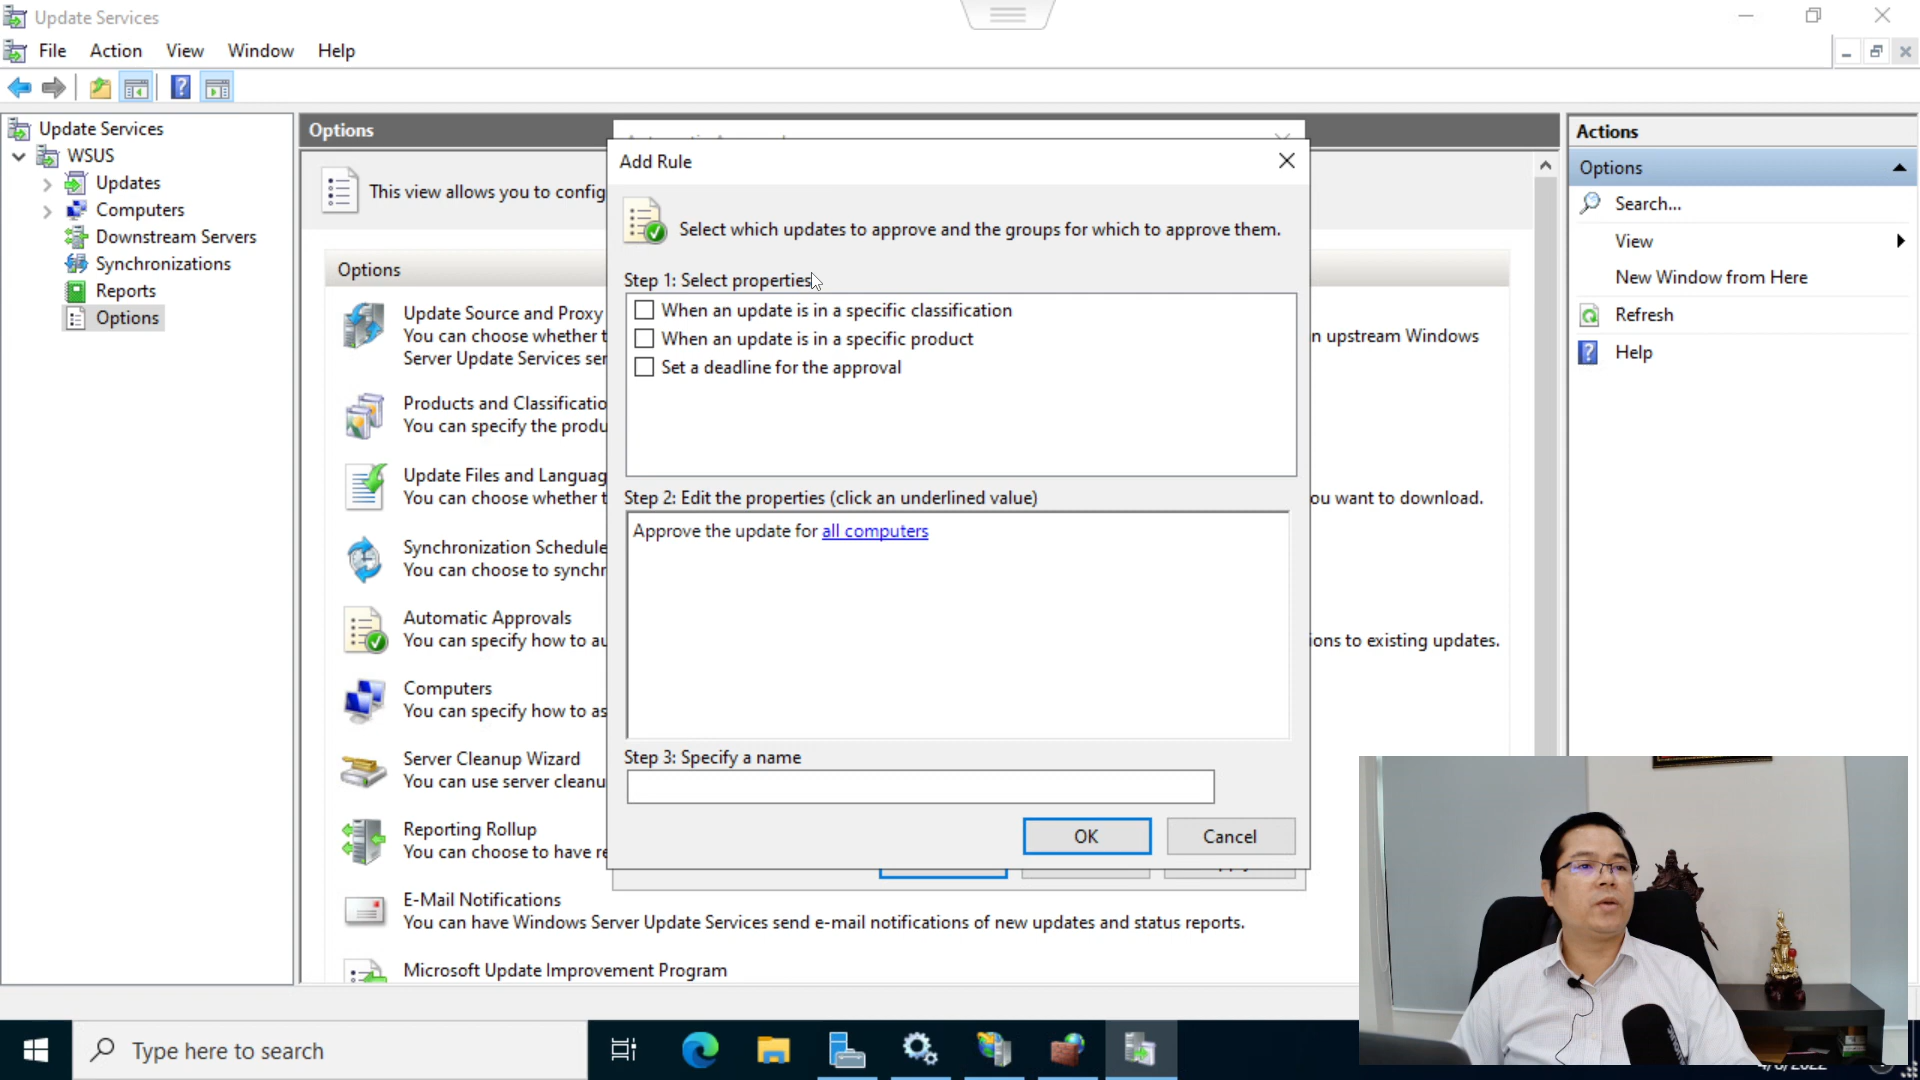 Update Services
File Action View Window Help
Update Services
WSUS
Updates
Computers
Downstream Servers
Synchronizations
Reports
Options
Options
This view allows you to config
Options
Update Source and Proxy
You can choose whether t
n upstream Windows
Server Update Services ser
Products and Classificatio
You can specify the produ
Update Files and Languag
You can choose whether t
ou want to download.
Synchronization Schedule
You can choose to synchr
Automatic Approvals
You can specify how to au
ions to existing updates.
Computers
You can specify how to as
Server Cleanup Wizard
You can use server cleanu
Reporting Rollup
You can choose to have re
E-Mail Notifications
You can have Windows Server Update Services send e-mail notifications of new updates and status reports.
Microsoft Update Improvement Program
Add Rule
Select which updates to approve and the groups for which to approve them.
Step 1: Select properties
When an update is in a specific classification
When an update is in a specific product
Set a deadline for the approval
Step 2: Edit the properties (click an underlined value)
Approve the update for all computers
Step 3: Specify a name
OK
Cancel
Actions
Options
Search...
View
New Window from Here
Refresh
Help
Type here to search